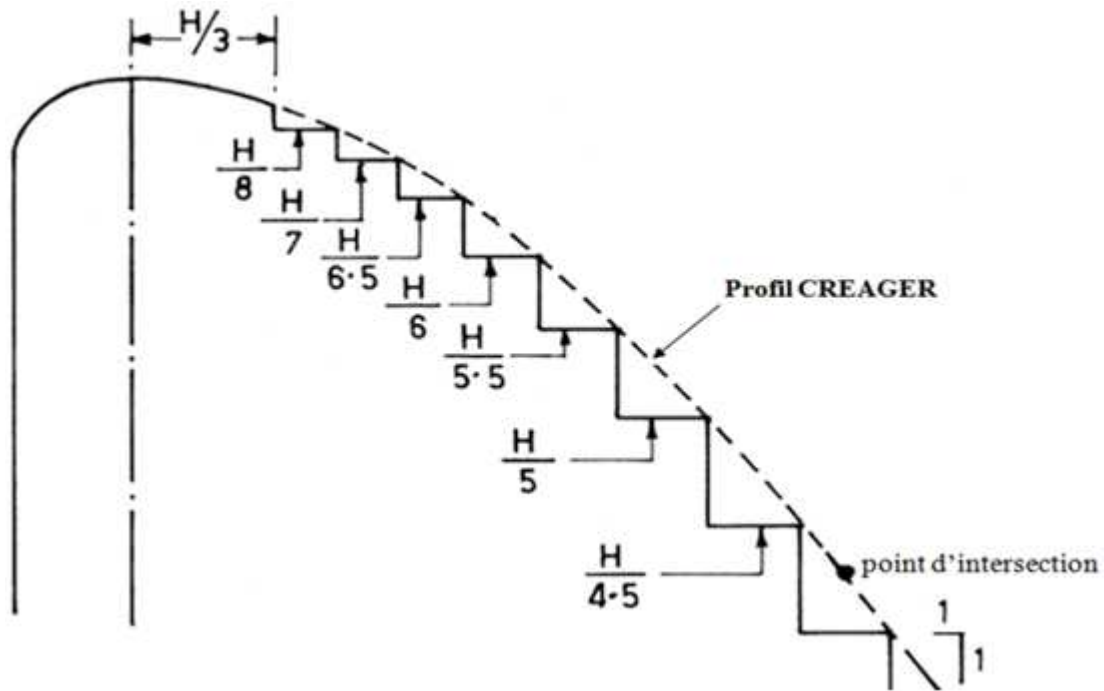 H/3
H
8
H
7
H
6·5
H
6
H
5·5
H
5
H
4·5
Profil CREAGER
point d'intersection
1
1